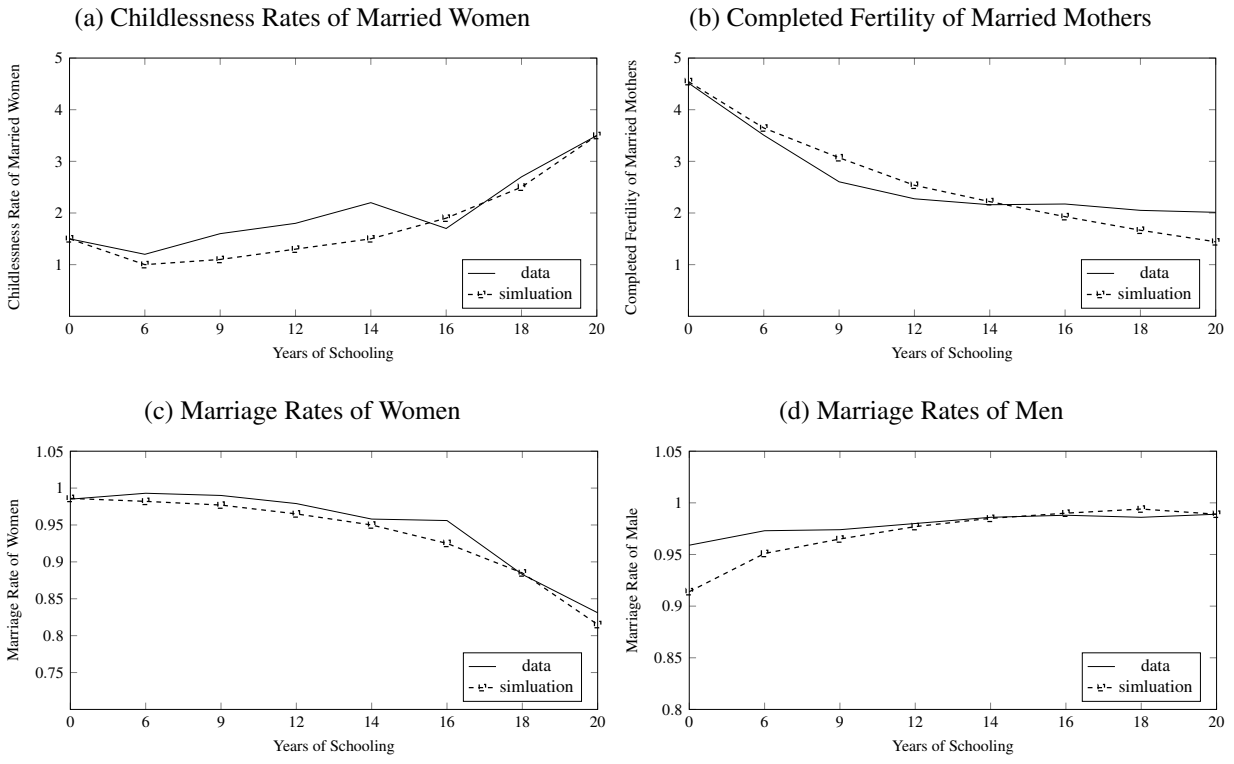 (a) Childlessness Rates of Married Women
5
4
3
2
1
Childlessness Rate of Married Women
data
simluation
0 6 9 12 14 16 18 20
Years of Schooling
(b) Completed Fertility of Married Mothers
5
4
3
2
1
Completed Fertility of Married Mothers
data
simluation
0 6 9 12 14 16 18 20
Years of Schooling
(c) Marriage Rates of Women
1.05
1
0.95
0.9
0.85
0.8
0.75
Marriage Rate of Women
data
simluation
0 6 9 12 14 16 18 20
Years of Schooling
(d) Marriage Rates of Men
1.05
1
0.95
0.9
0.85
0.8
Marriage Rate of Male
data
simluation
0 6 9 12 14 16 18 20
Years of Schooling